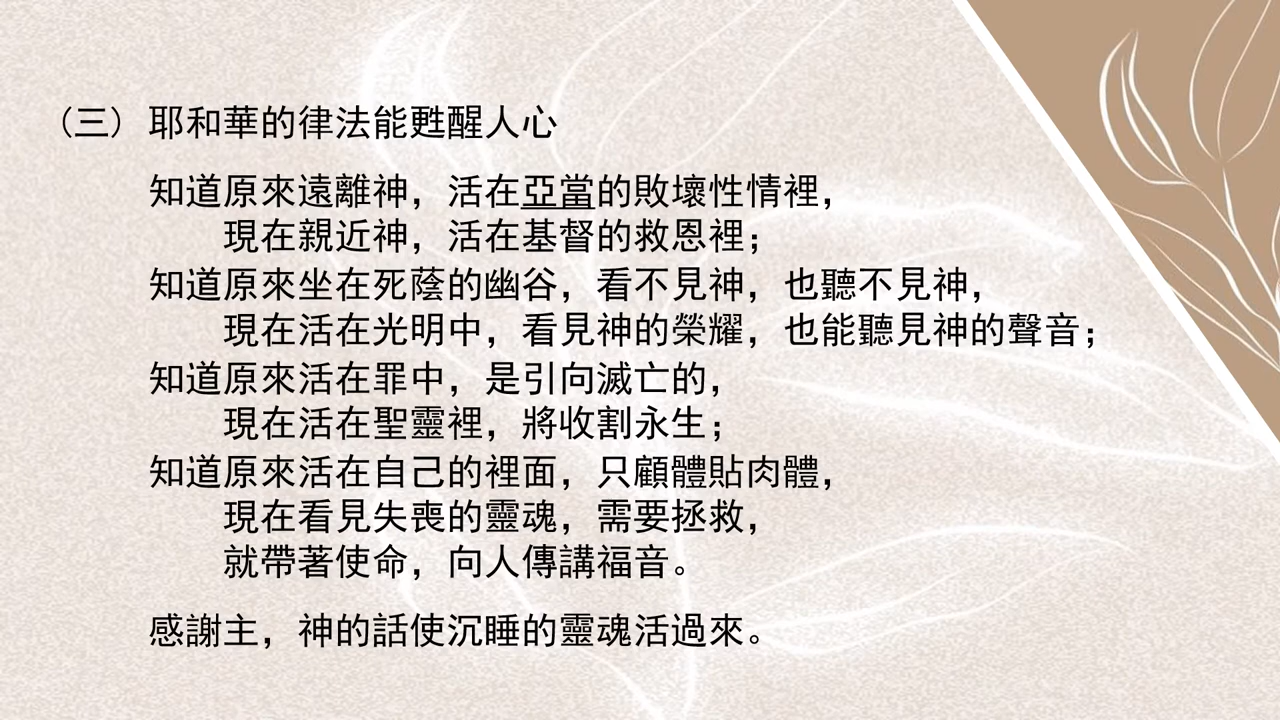 (三) 耶和華的律法能甦醒人心
知道原來遠離神，活在亞當的敗壞性情裡，
現在親近神，活在基督的救恩裡；
知道原來坐在死蔭的幽谷，看不見神，也聽不見神，
現在活在光明中，看見神的榮耀，也能聽見神的聲音；
知道原來活在罪中，是引向滅亡的，
現在活在聖靈裡，將收割永生；
知道原來活在自己的裡面，只顧體貼肉體，
現在看見失喪的靈魂，需要拯救，
就帶著使命，向人傳講福音。
感謝主，神的話使沉睡的靈魂活過來。